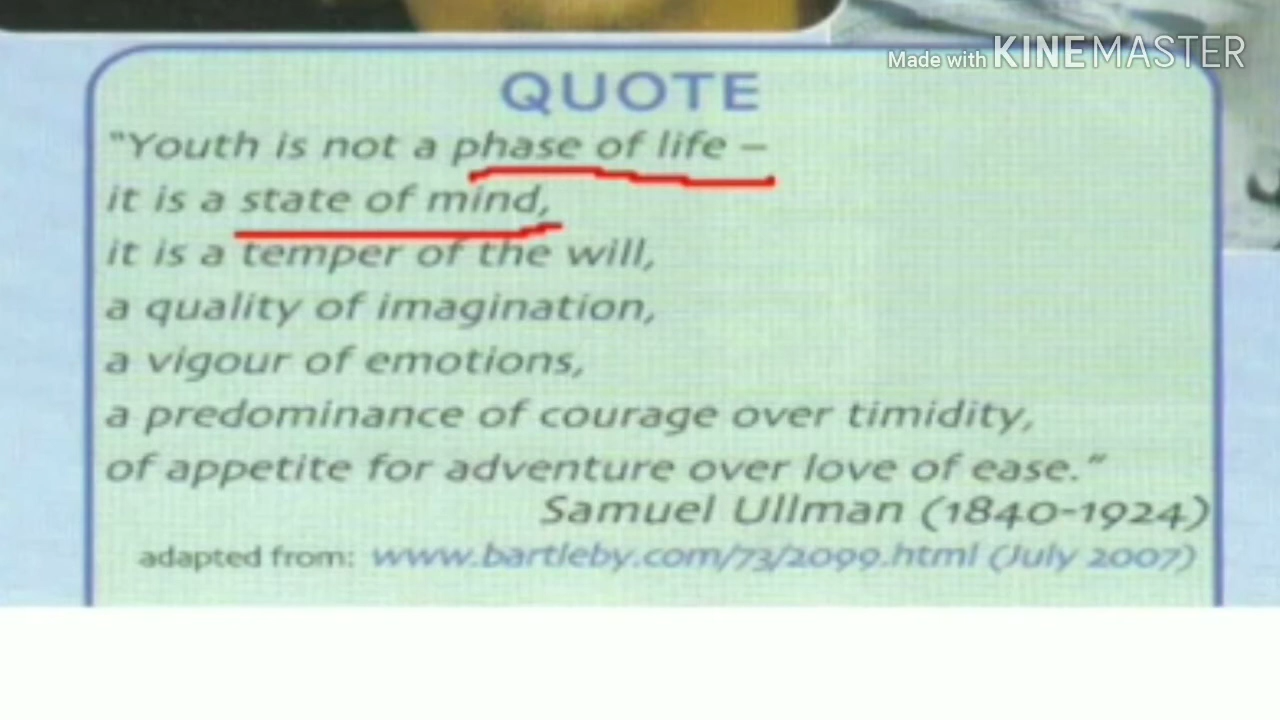 Made with KINEMASTER
QUOTE
"Youth is not a phase of life –
it is a state of mind,
it is a temper of the will,
a quality of imagination,
a vigour of emotions,
a predominance of courage over timidity,
of appetite for adventure over love of ease."
Samuel Ullman (1840-1924)
adapted from: www.bartleby.com/73/2099.html (July 2007)